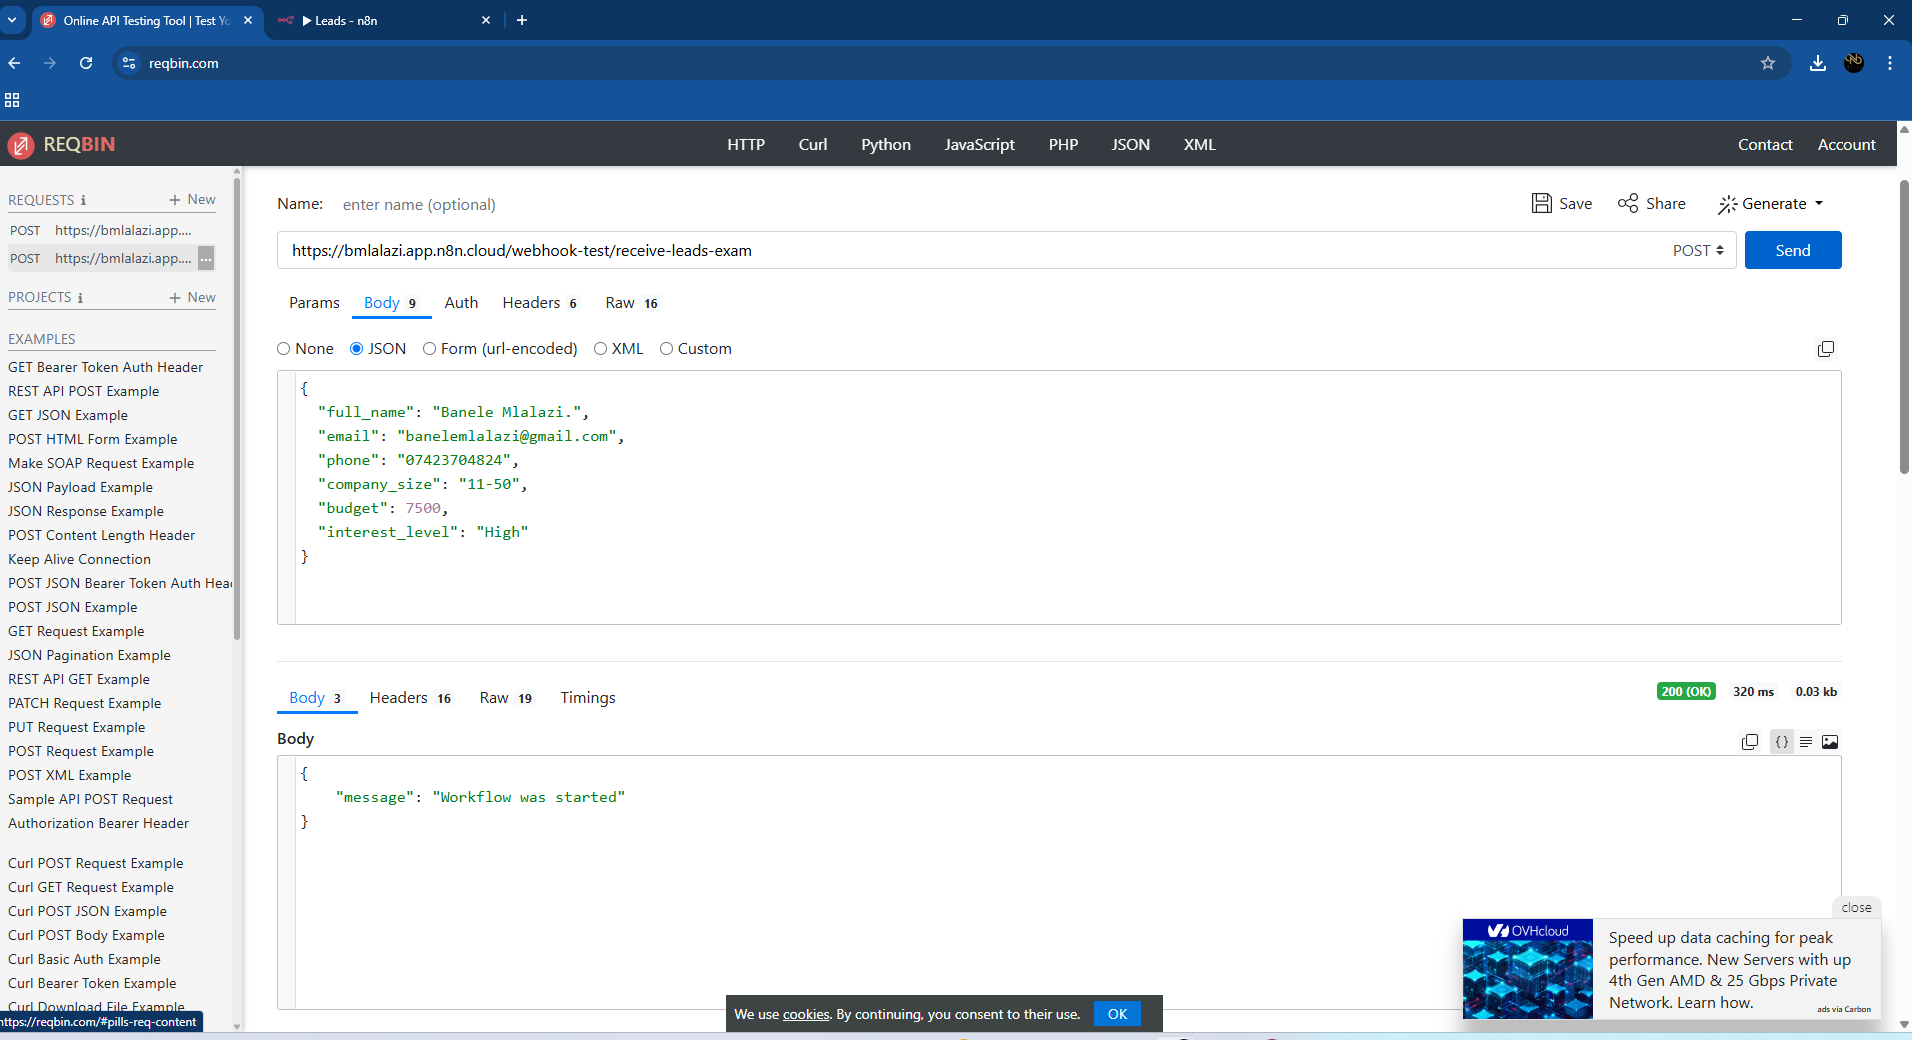 Online API Testing Tool | Test Yo
▶ Leads - n8n
reqbin.com
REQBIN
HTTP
Curl
Python
JavaScript
PHP
JSON
XML
Contact
Account
REQUESTS
+ New
POST https://bmlalazi.app....
POST https://bmlalazi.app.... ...
PROJECTS
+ New
EXAMPLES
GET Bearer Token Auth Header
REST API POST Example
GET JSON Example
POST HTML Form Example
Make SOAP Request Example
JSON Payload Example
JSON Response Example
POST Content Length Header
Keep Alive Connection
POST JSON Bearer Token Auth Hea
POST JSON Example
GET Request Example
JSON Pagination Example
REST API GET Example
PATCH Request Example
PUT Request Example
POST Request Example
POST XML Example
Sample API POST Request
Authorization Bearer Header
Curl POST Request Example
Curl GET Request Example
Curl POST JSON Example
Curl POST Body Example
Curl Basic Auth Example
Curl Bearer Token Example
Curl Download File Example
https://reqbin.com/#pills-req-content
Name: enter name (optional)
Save
Share
Generate
https://bmlalazi.app.n8n.cloud/webhook-test/receive-leads-exam
POST
Send
Params
Body 9
Auth
Headers 6
Raw 16
None
JSON
Form (url-encoded)
XML
Custom
{
"full_name": "Banele Mlalazi.",
"email": "banelemlalazi@gmail.com",
"phone": "07423704824",
"company_size": "11-50",
"budget": 7500,
"interest_level": "High"
}
Body 3
Headers 16
Raw 19
Timings
200 (OK)
320 ms
0.03 kb
Body
{}
{
"message": "Workflow was started"
}
close
OVHcloud
Speed up data caching for peak
performance. New Servers with up
4th Gen AMD & 25 Gbps Private
Network. Learn how.
ads via Carbon
We use cookies. By continuing, you consent to their use.
OK